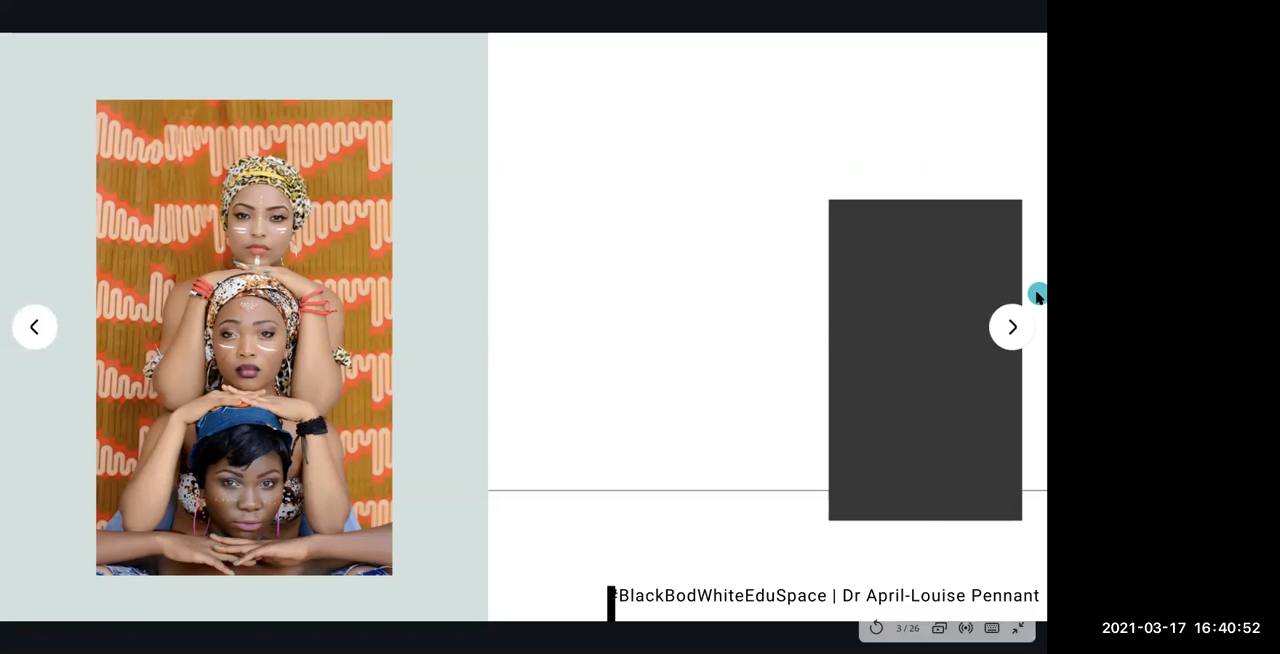 #BlackBodWhiteEduSpace | Dr April-Louise Pennant
3 / 26
2021-03-17 16:40:52